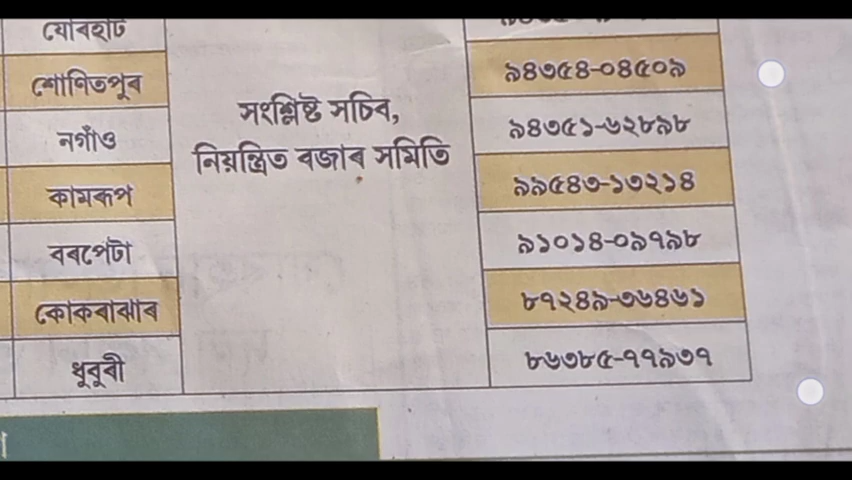 যোৰহাট
শোণিতপুৰ ৯৪৩৫৪-০৪৫০৯
সংশ্লিষ্ট সচিব,
নগাঁও ৯৪৩৫১-৬২৮৯৮
নিয়ন্ত্ৰিত বজাৰ সমিতি
কামৰূপ ৯৯৫৪৩-১৩২১৪
বৰপেটা ৯১০১৪-০৯৭৯৮
কোকৰাঝাৰ ৮৭২৪৯-৩৬৪৬১
ধুবুৰী ৮৬৩৮৫-৭৭৯৩৭